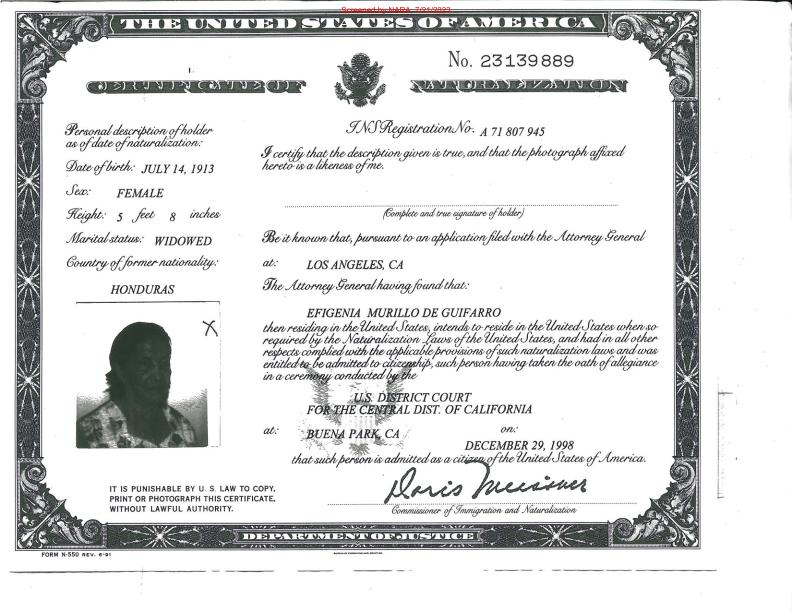 Screened by NARA, 7/21/2023
THE UNITED STATES OF AMERICA
No. 23139889
CERTIFICATE OF NATURALIZATION
Personal description of holder
as of date of naturalization:
Date of birth: JULY 14, 1913
Sex: FEMALE
Height: 5 feet 8 inches
Marital status: WIDOWED
Country of former nationality:
HONDURAS
X
IT IS PUNISHABLE BY U. S. LAW TO COPY,
PRINT OR PHOTOGRAPH THIS CERTIFICATE,
WITHOUT LAWFUL AUTHORITY.
INS Registration No. A 71 807 945
I certify that the description given is true, and that the photograph affixed
hereto is a likeness of me.
(Complete and true signature of holder)
Be it known that, pursuant to an application filed with the Attorney General
at: LOS ANGELES, CA
The Attorney General having found that:
EFIGENIA MURILLO DE GUIFARRO
then residing in the United States, intends to reside in the United States when so
required by the Naturalization Laws of the United States, and had in all other
respects complied with the applicable provisions of such naturalization laws and was
entitled to be admitted to citizenship, such person having taken the oath of allegiance
in a ceremony conducted by the
U.S. DISTRICT COURT
FOR THE CENTRAL DIST. OF CALIFORNIA
at: BUENA PARK, CA on:
DECEMBER 29, 1998
that such person is admitted as a citizen of the United States of America.
Doris Meissner
Commissioner of Immigration and Naturalization
DEPARTMENT OF JUSTICE
FORM N-550 REV. 6-91